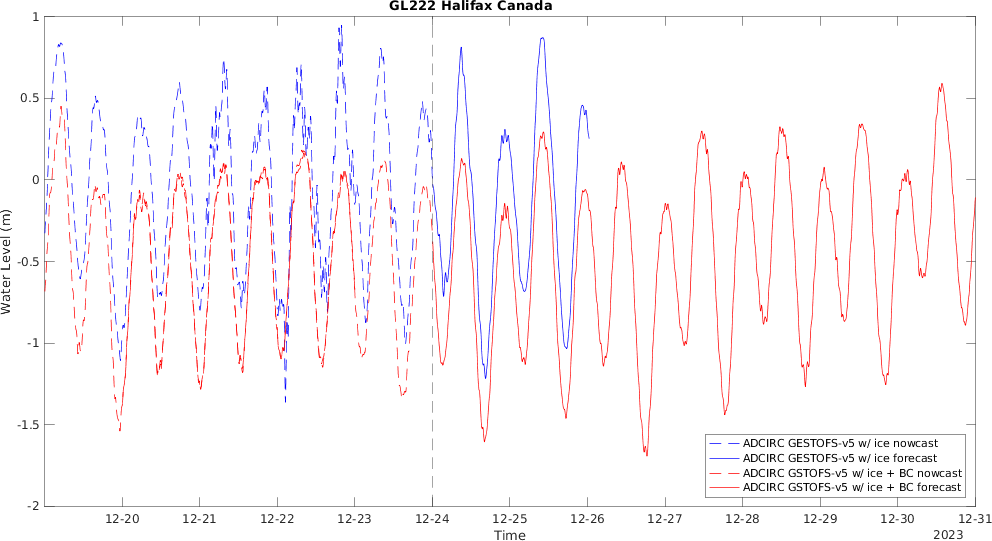 GL222 Halifax Canada
1
0.5
0
-0.5
-1
-1.5
-2
Water Level (m)
ADCIRC GESTOFS-v5 w/ ice nowcast
ADCIRC GESTOFS-v5 w/ ice forecast
ADCIRC GSTOFS-v5 w/ ice + BC nowcast
ADCIRC GSTOFS-v5 w/ ice + BC forecast
12-20 12-21 12-22 12-23 12-24 12-25 12-26 12-27 12-28 12-29 12-30 12-31
Time
2023